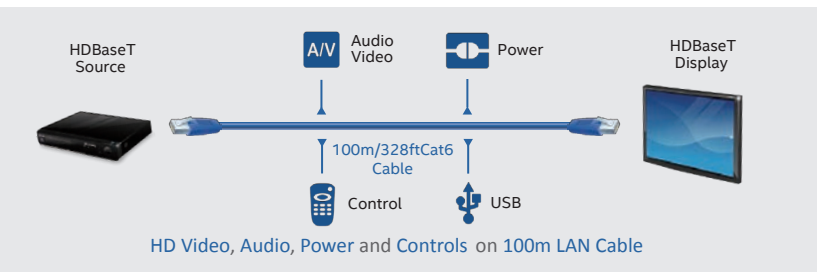 HDBaseT
Source
A/V
Audio
Video
Power
HDBaseT
Display
100m/328ftCat6
Cable
Control
USB
HD Video, Audio, Power and Controls on 100m LAN Cable